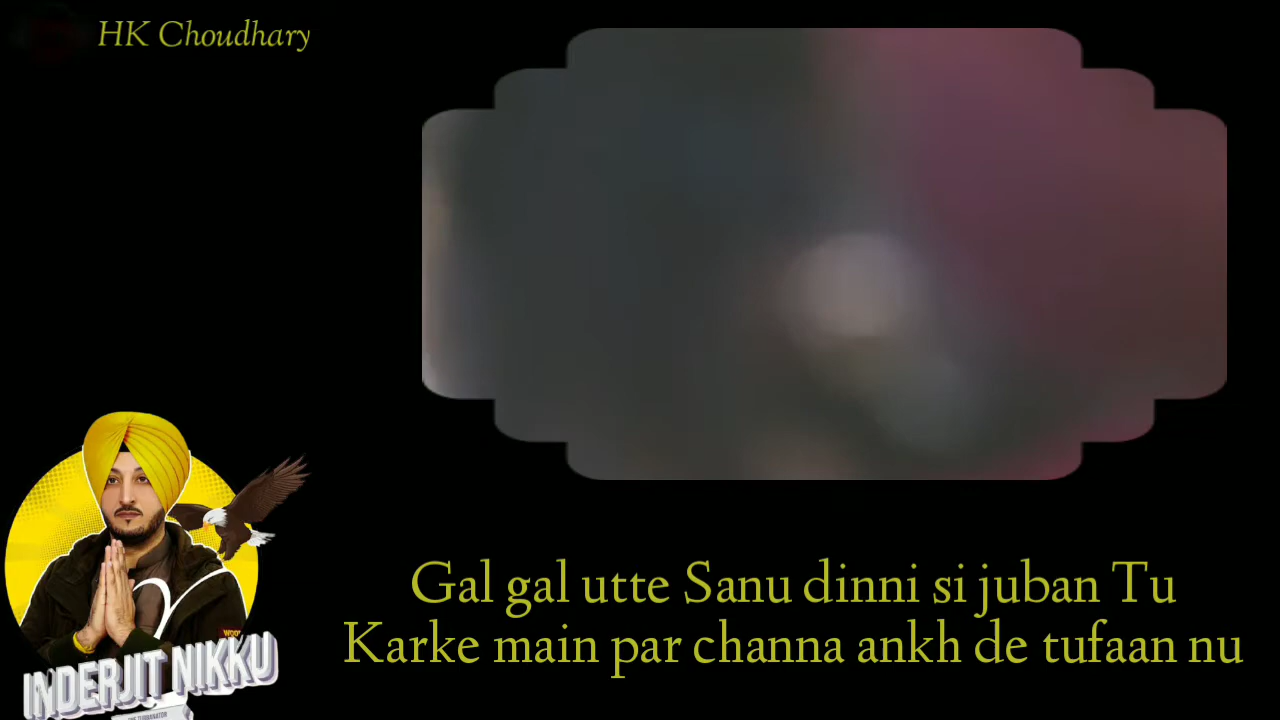 HK Choudhary
Gal gal utte Sanu dinni si juban Tu
Karke main par channa ankh de tufaan nu
INDERJIT NIKKU